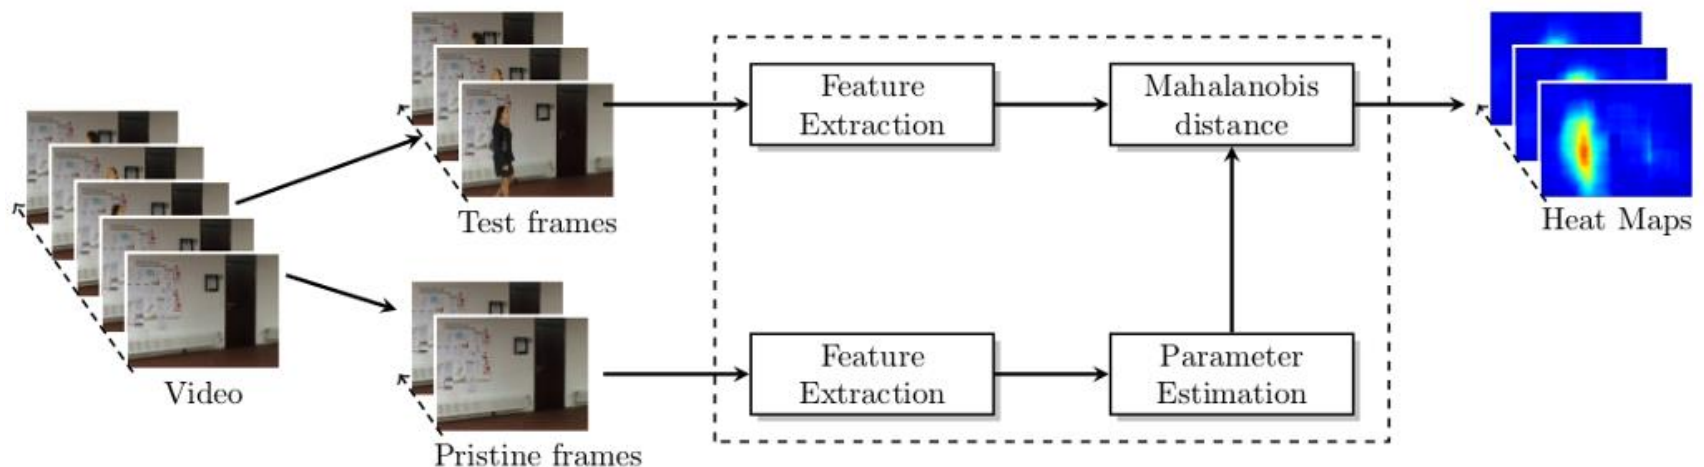 Feature
Extraction
Mahalanobis
distance
Test frames
Heat Maps
Video
Feature
Extraction
Parameter
Estimation
Pristine frames